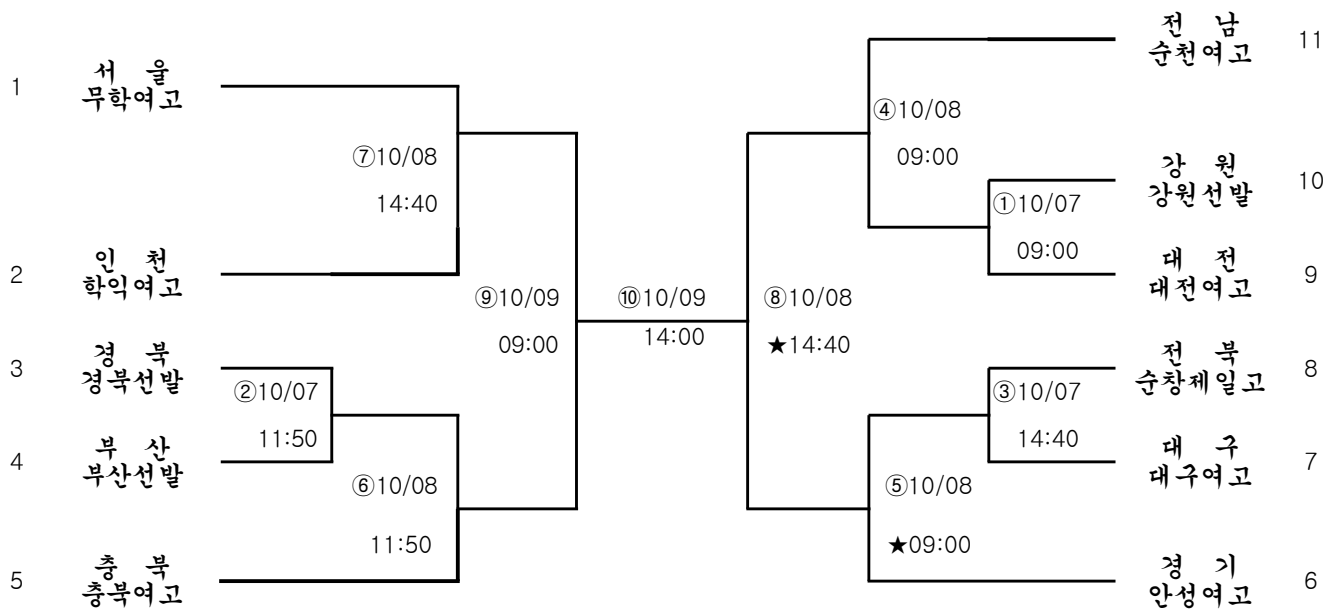 1
서 울
무학여고
⑦10/08
14:40
2
인 천
학익여고
3
경 북
경북선발
②10/07
11:50
4
부 산
부산선발
⑥10/08
11:50
5
충 북
충북여고
⑨10/09
09:00
⑩10/09
14:00
⑧10/08
★14:40
전 남
순천여고
11
④10/08
09:00
강 원
강원선발
10
①10/07
09:00
대 전
대전여고
9
전 북
순창제일고
8
③10/07
14:40
대 구
대구여고
7
⑤10/08
★09:00
경 기
안성여고
6